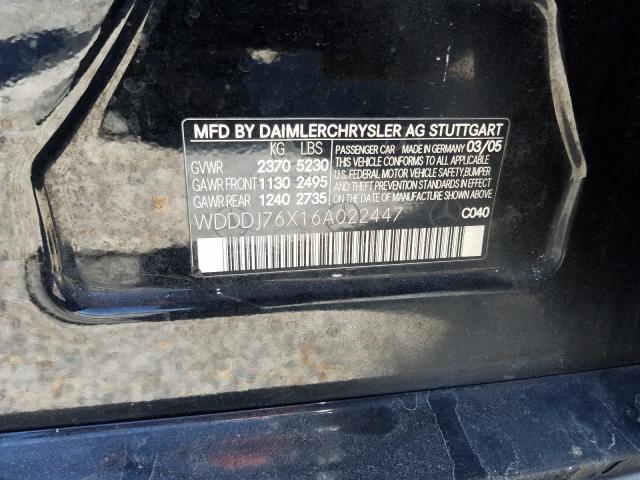 MFD BY DAIMLERCHRYSLER AG STUTTGART
KG LBS PASSENGER CAR MADE IN GERMANY 03/05
GVWR 2370 5230 THIS VEHICLE CONFORMS TO ALL APPLICABLE
GAWR FRONT 1130 2495 U.S. FEDERAL MOTOR VEHICLE SAFETY, BUMPER
GAWR REAR 1240 2735 AND THEFT PREVENTION STANDARDS IN EFFECT
ON THE DATE OF MANUFACTURE SHOWN ABOVE.
WDDDJ76X16A022447 C040